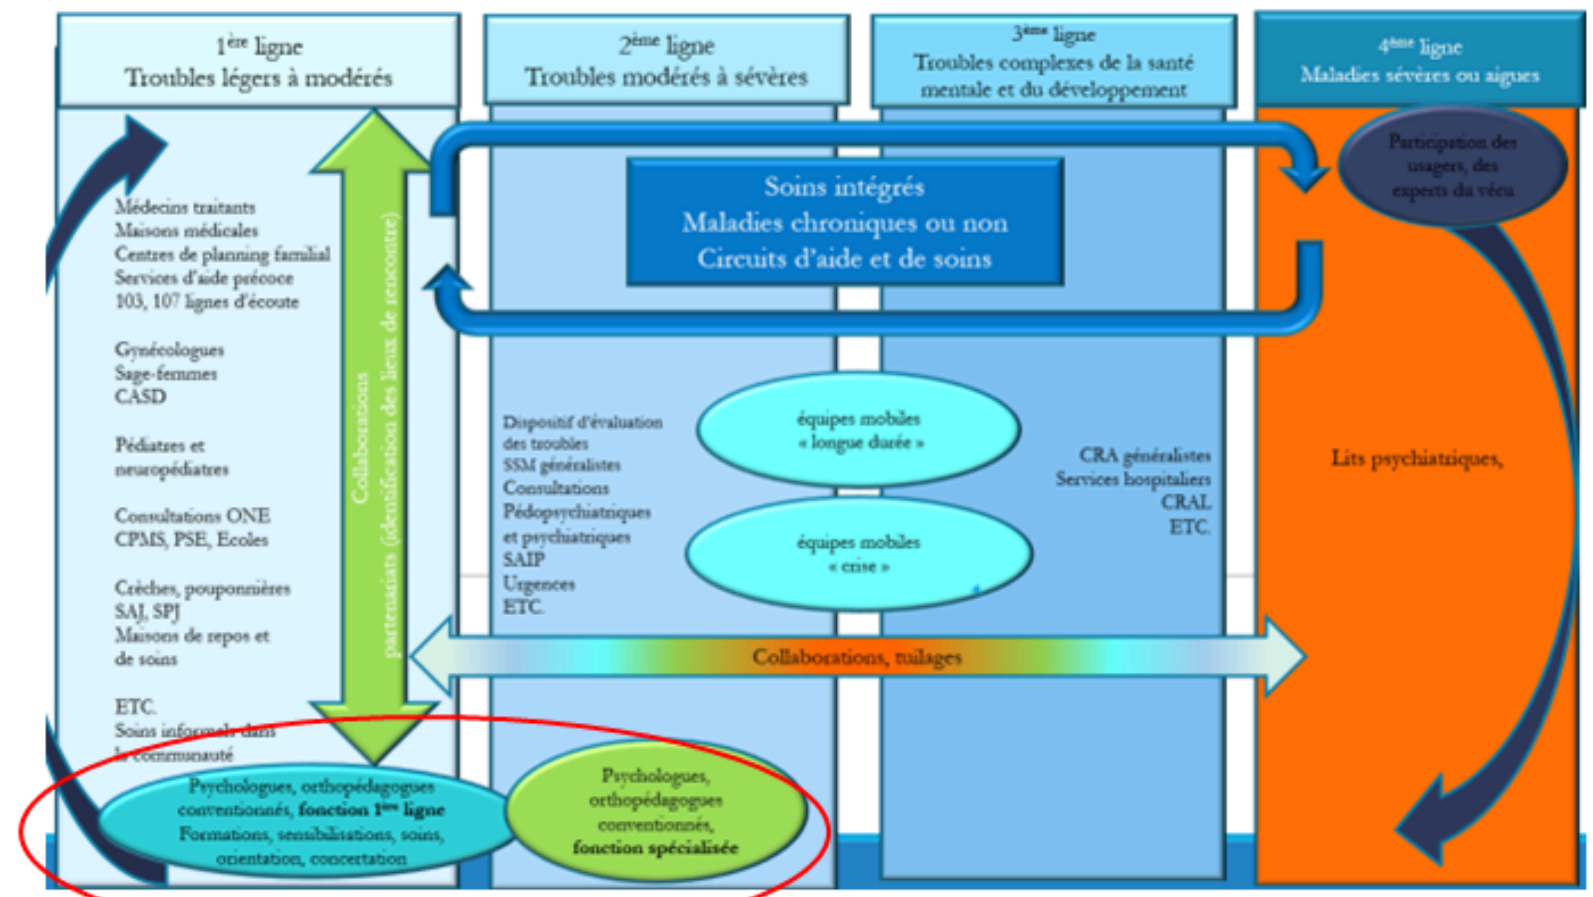 1ère ligne
Troubles légers à modérés
2ème ligne
Troubles modérés à sévères
3ème ligne
Troubles complexes de la santé
mentale et du développement
4ème ligne
Maladies sévères ou aigues
Participation des
usagers, des
experts du vécu
Soins intégrés
Maladies chroniques ou non
Circuits d'aide et de soins
Médecins traitants
Maisons médicales
Centres de planning familial
Services d'aide précoce
103, 107 lignes d'écoute
Gynécologues
Sage-femmes
CASD
Pédiatres et
neuropédiatres
Consultations ONE
CPMS, PSE, Ecoles
Crèches, pouponnières
SAJ, SPJ
Maisons de repos et
de soins
ETC.
Soins informels dans
la communauté
Collaborations
partenariats (identification des lieux de rencontre)
Dispositif d'évaluation
des troubles
SSM généralistes
Consultations
Pédopsychiatriques
et psychiatriques
SAIP
Urgences
ETC.
équipes mobiles
« longue durée »
équipes mobiles
« crise »
CRA généralistes
Services hospitaliers
CRAL
ETC.
Lits psychiatriques,
Collaborations, tuilages
Psychologues, orthopédagogues
conventionnés, fonction 1ère ligne
Formations, sensibilisations, soins,
orientation, concertation
Psychologues,
orthopédagogues
conventionnés,
fonction spécialisée